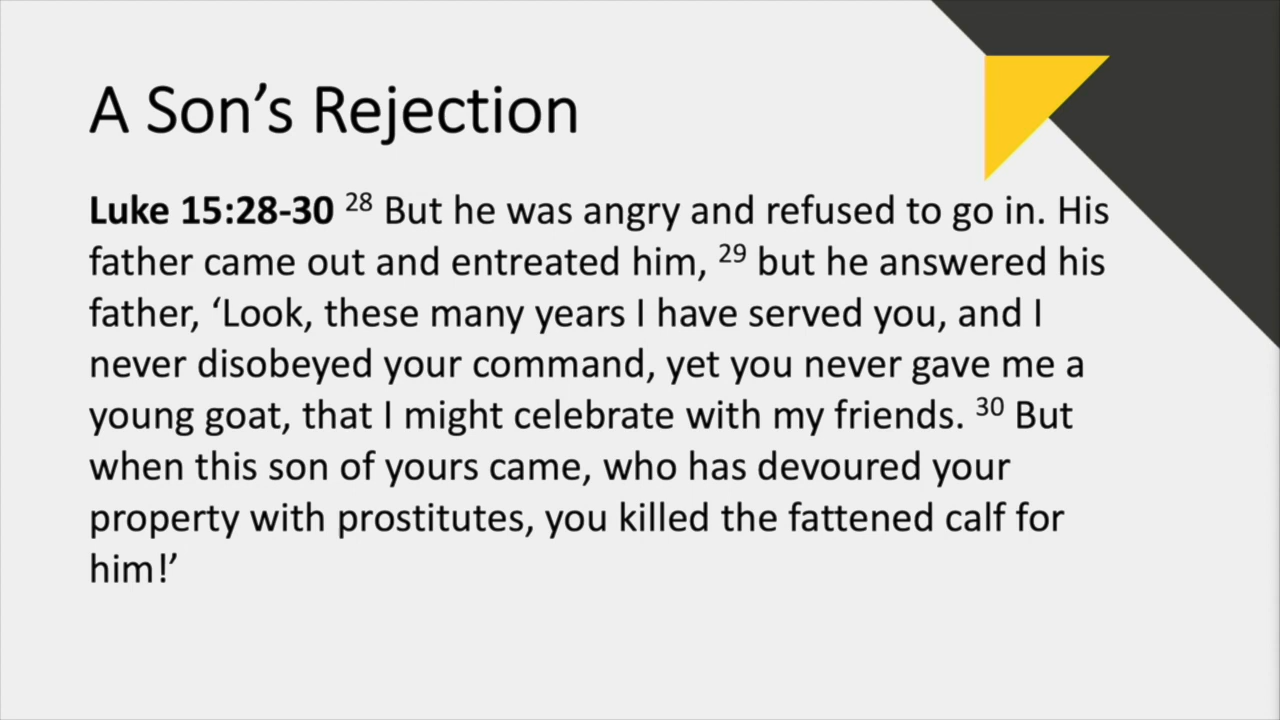 A Son’s Rejection
Luke 15:28-30 ²⁸ But he was angry and refused to go in. His
father came out and entreated him, ²⁹ but he answered his
father, ‘Look, these many years I have served you, and I
never disobeyed your command, yet you never gave me a
young goat, that I might celebrate with my friends. ³⁰ But
when this son of yours came, who has devoured your
property with prostitutes, you killed the fattened calf for
him!’